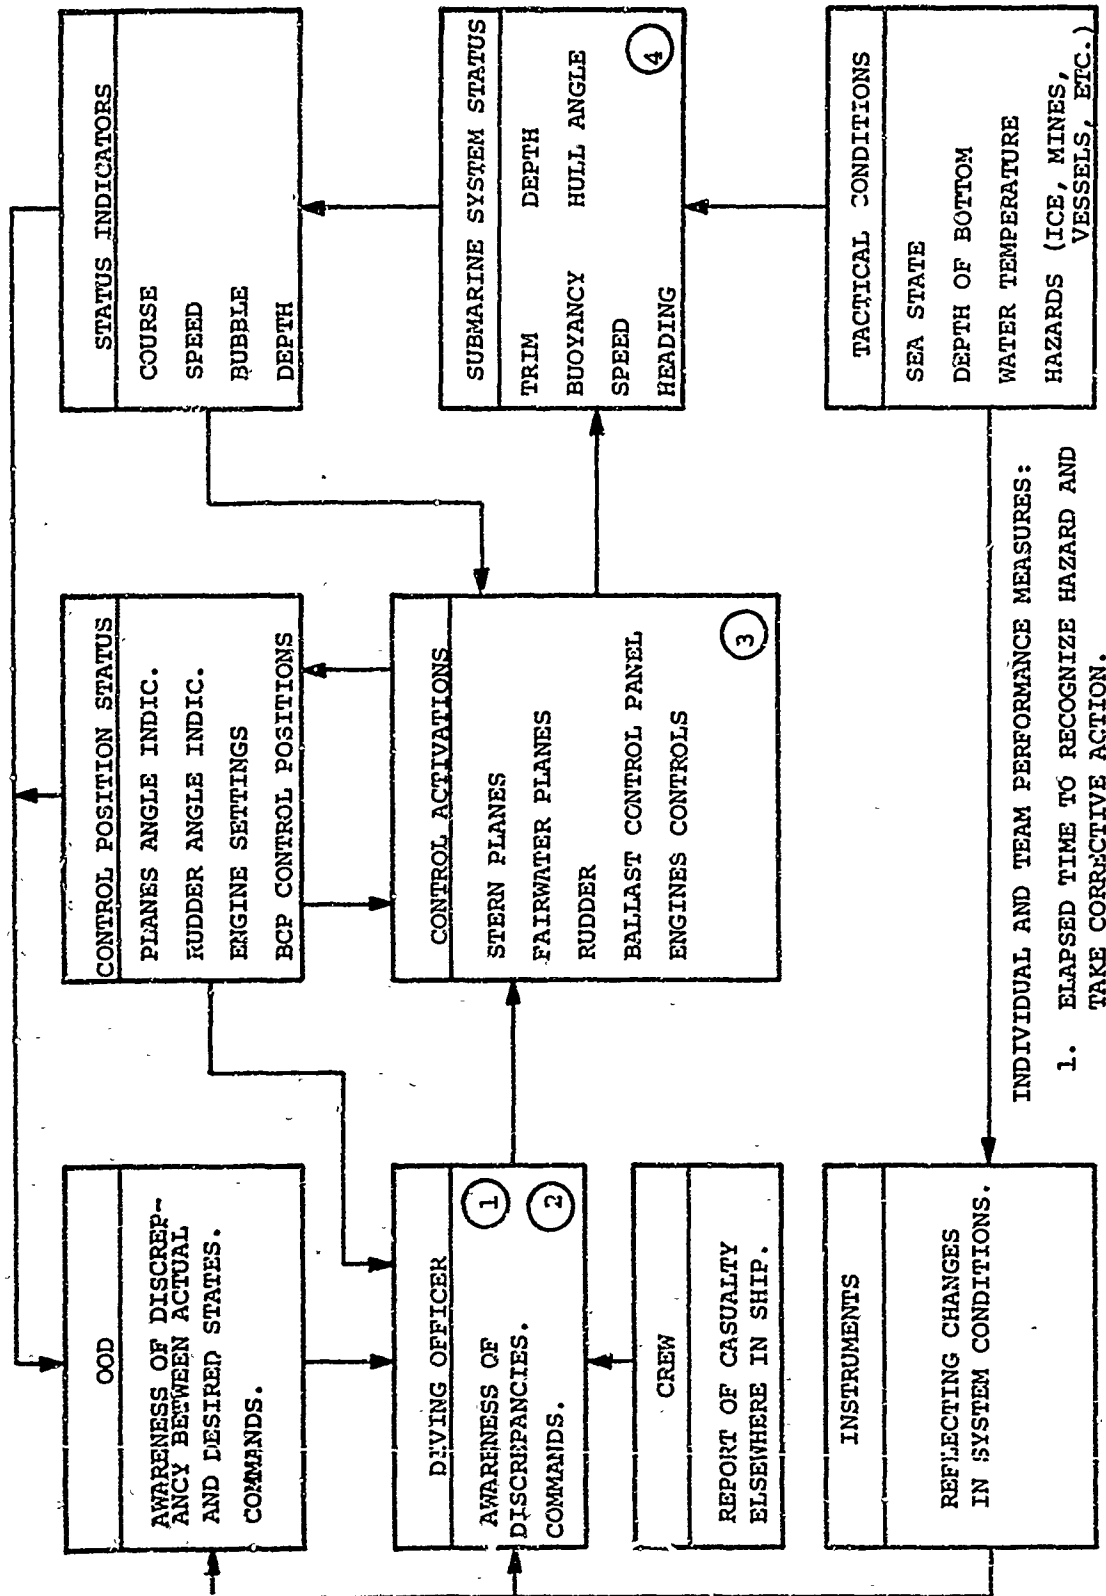 OOD
AWARENESS OF DISCREP-
ANCY BETWEEN ACTUAL
AND DESIRED STATES.
COMMANDS.
CONTROL POSITION STATUS
PLANES ANGLE INDIC.
RUDDER ANGLE INDIC.
ENGINE SETTINGS
BCP CONTROL POSITIONS
STATUS INDICATORS
COURSE
SPEED
BUBBLE
DEPTH
DIVING OFFICER
AWARENESS OF
DISCREPANCIES.
COMMANDS.
1
2
CONTROL ACTIVATIONS
STERN PLANES
FAIRWATER PLANES
RUDDER
BALLAST CONTROL PANEL
ENGINES CONTROLS
3
SUBMARINE SYSTEM STATUS
TRIM DEPTH
BUOYANCY HULL ANGLE
SPEED
HEADING
4
CREW
REPORT OF CASUALTY
ELSEWHERE IN SHIP.
INSTRUMENTS
REFLECTING CHANGES
IN SYSTEM CONDITIONS.
TACTICAL CONDITIONS
SEA STATE
DEPTH OF BOTTOM
WATER TEMPERATURE
HAZARDS (ICE, MINES,
VESSELS, ETC.)
INDIVIDUAL AND TEAM PERFORMANCE MEASURES:
1. ELAPSED TIME TO RECOGNIZE HAZARD AND
TAKE CORRECTIVE ACTION.